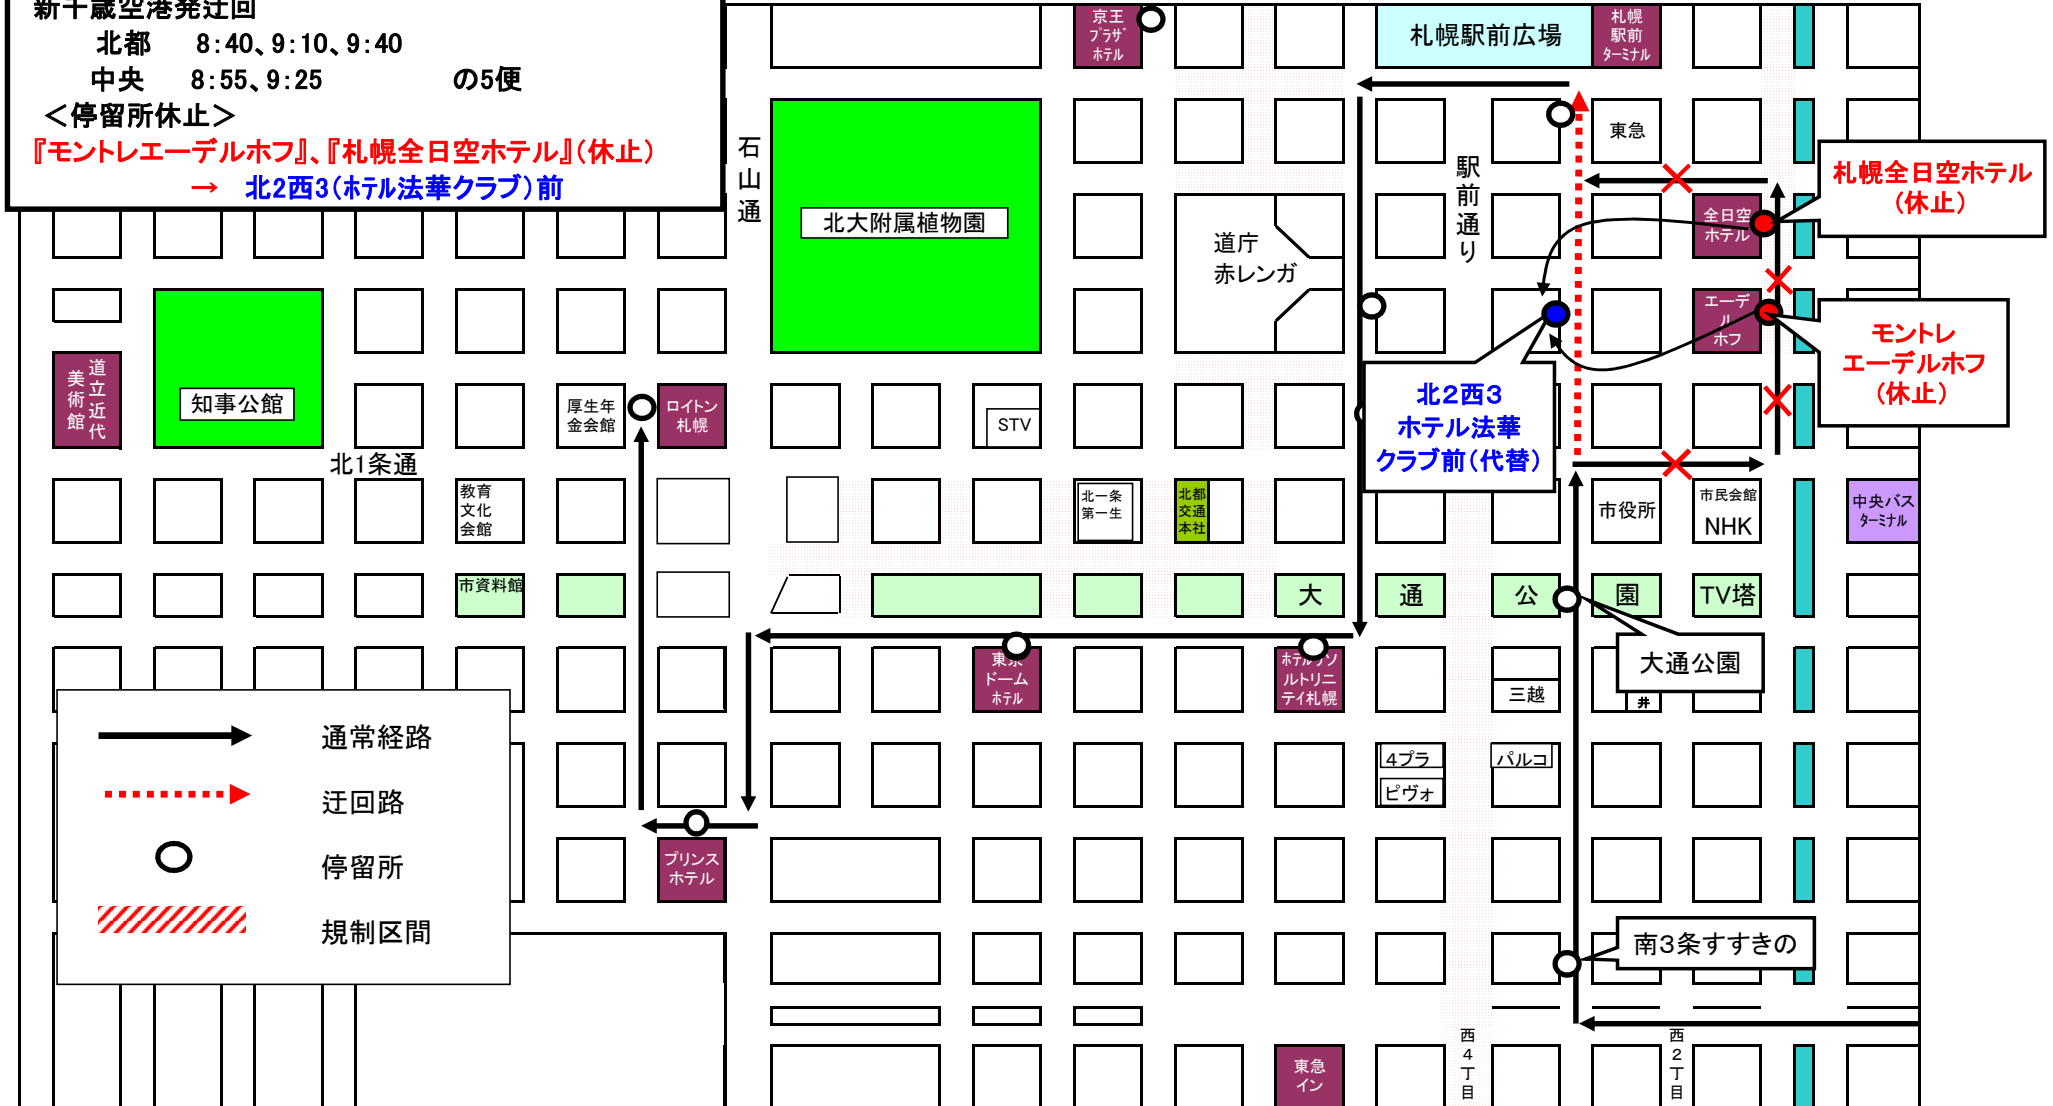 新千歳空港発迂回
北都 8:40、9:10、9:40
中央 8:55、9:25 の5便
＜停留所休止＞
『モントレエーデルホフ』、『札幌全日空ホテル』(休止)
→ 北2西3(ホテル法華クラブ)前
京王
プラザ
ホテル
札幌駅前広場
札幌
駅前
ターミナル
石山通
北大附属植物園
道庁
赤レンガ
駅前通り
東急
札幌全日空ホテル
(休止)
全日空
ホテル
エーデ
ル
ホフ
モントレ
エーデルホフ
(休止)
道立近代
美術館
知事公館
厚生年
金会館
ロイトン
札幌
STV
北2西3
ホテル法華
クラブ前(代替)
北1条通
教育
文化
会館
北一条
第一生
北都
交通
本社
市役所
市民会館
NHK
中央バス
ターミナル
市資料館
大
通
公
園
TV塔
大通公園
東京
ドーム
ホテル
ホテルサン
ルトリニ
テイ札幌
三越
井
4プラ
ピヴォ
パルコ
通常経路
迂回路
停留所
規制区間
プリンス
ホテル
南3条すすきの
西4丁目
西2丁目
東急
イン